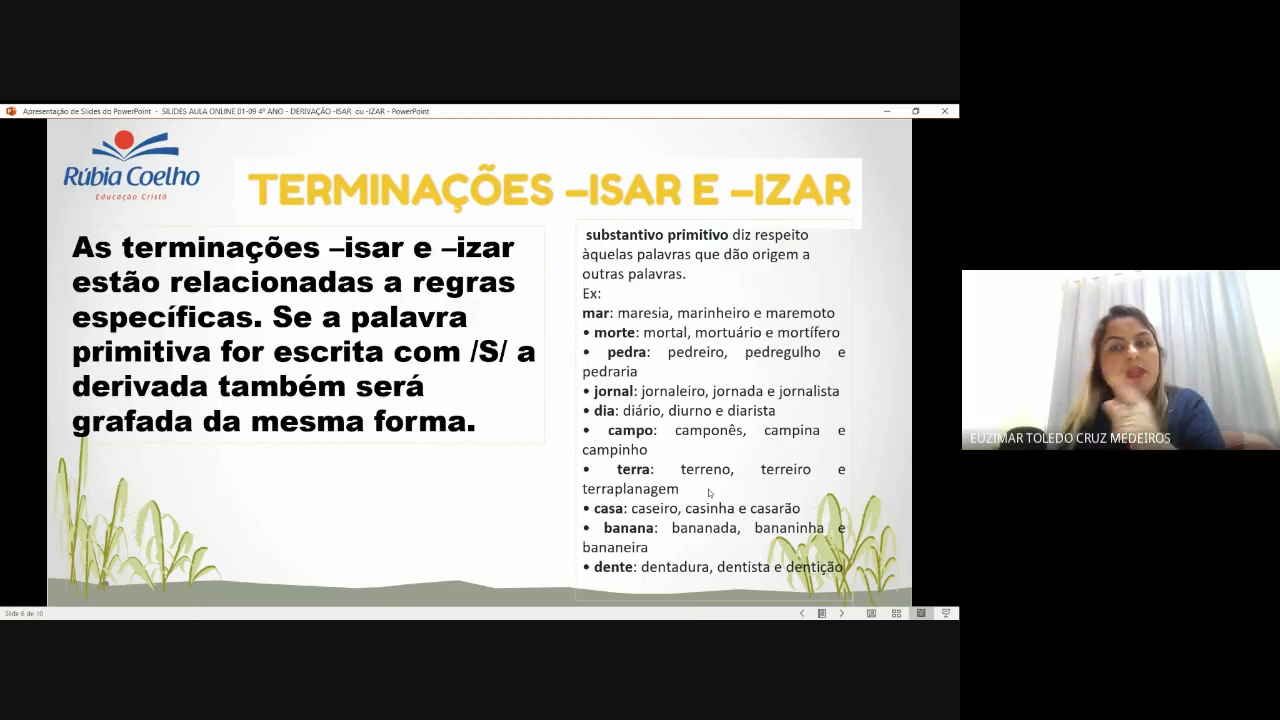 Apresentação de Slides do PowerPoint - SILIDES AULA ONLINE 01-09 4º ANO - DERIVAÇÃO -ISAR ou -IZAR - PowerPoint
Rúbia Coelho
Educação Cristã
TERMINAÇÕES –ISAR E –IZAR
As terminações –isar e –izar
estão relacionadas a regras
específicas. Se a palavra
primitiva for escrita com /S/ a
derivada também será
grafada da mesma forma.
substantivo primitivo diz respeito
àquelas palavras que dão origem a
outras palavras.
Ex:
mar: maresia, marinheiro e maremoto
• morte: mortal, mortuário e mortífero
• pedra: pedreiro, pedregulho e
pedraria
• jornal: jornaleiro, jornada e jornalista
• dia: diário, diurno e diarista
• campo: camponês, campina e
campinho
• terra: terreno, terreiro e
terraplanagem
• casa: caseiro, casinha e casarão
• banana: bananada, bananinha e
bananeira
• dente: dentadura, dentista e dentição
EUZIMAR TOLEDO CRUZ MEDEIROS
Slide 6 de 10